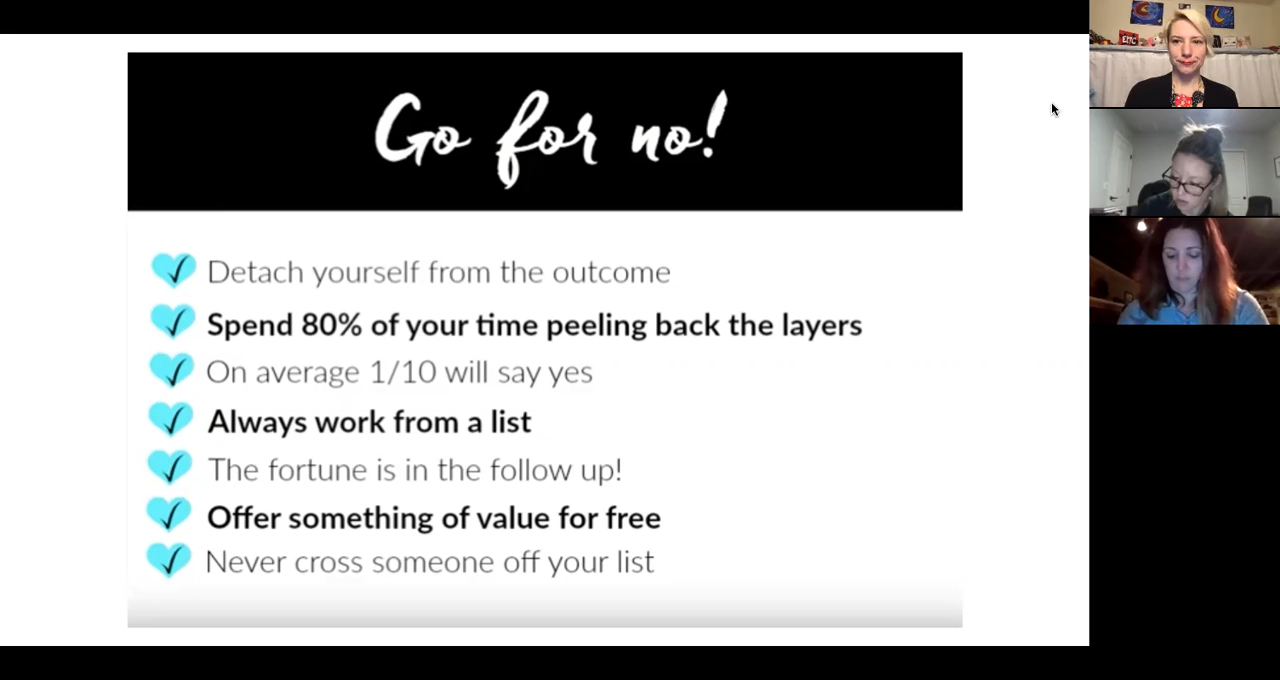 Go for no!
Detach yourself from the outcome
Spend 80% of your time peeling back the layers
On average 1/10 will say yes
Always work from a list
The fortune is in the follow up!
Offer something of value for free
Never cross someone off your list
EMC